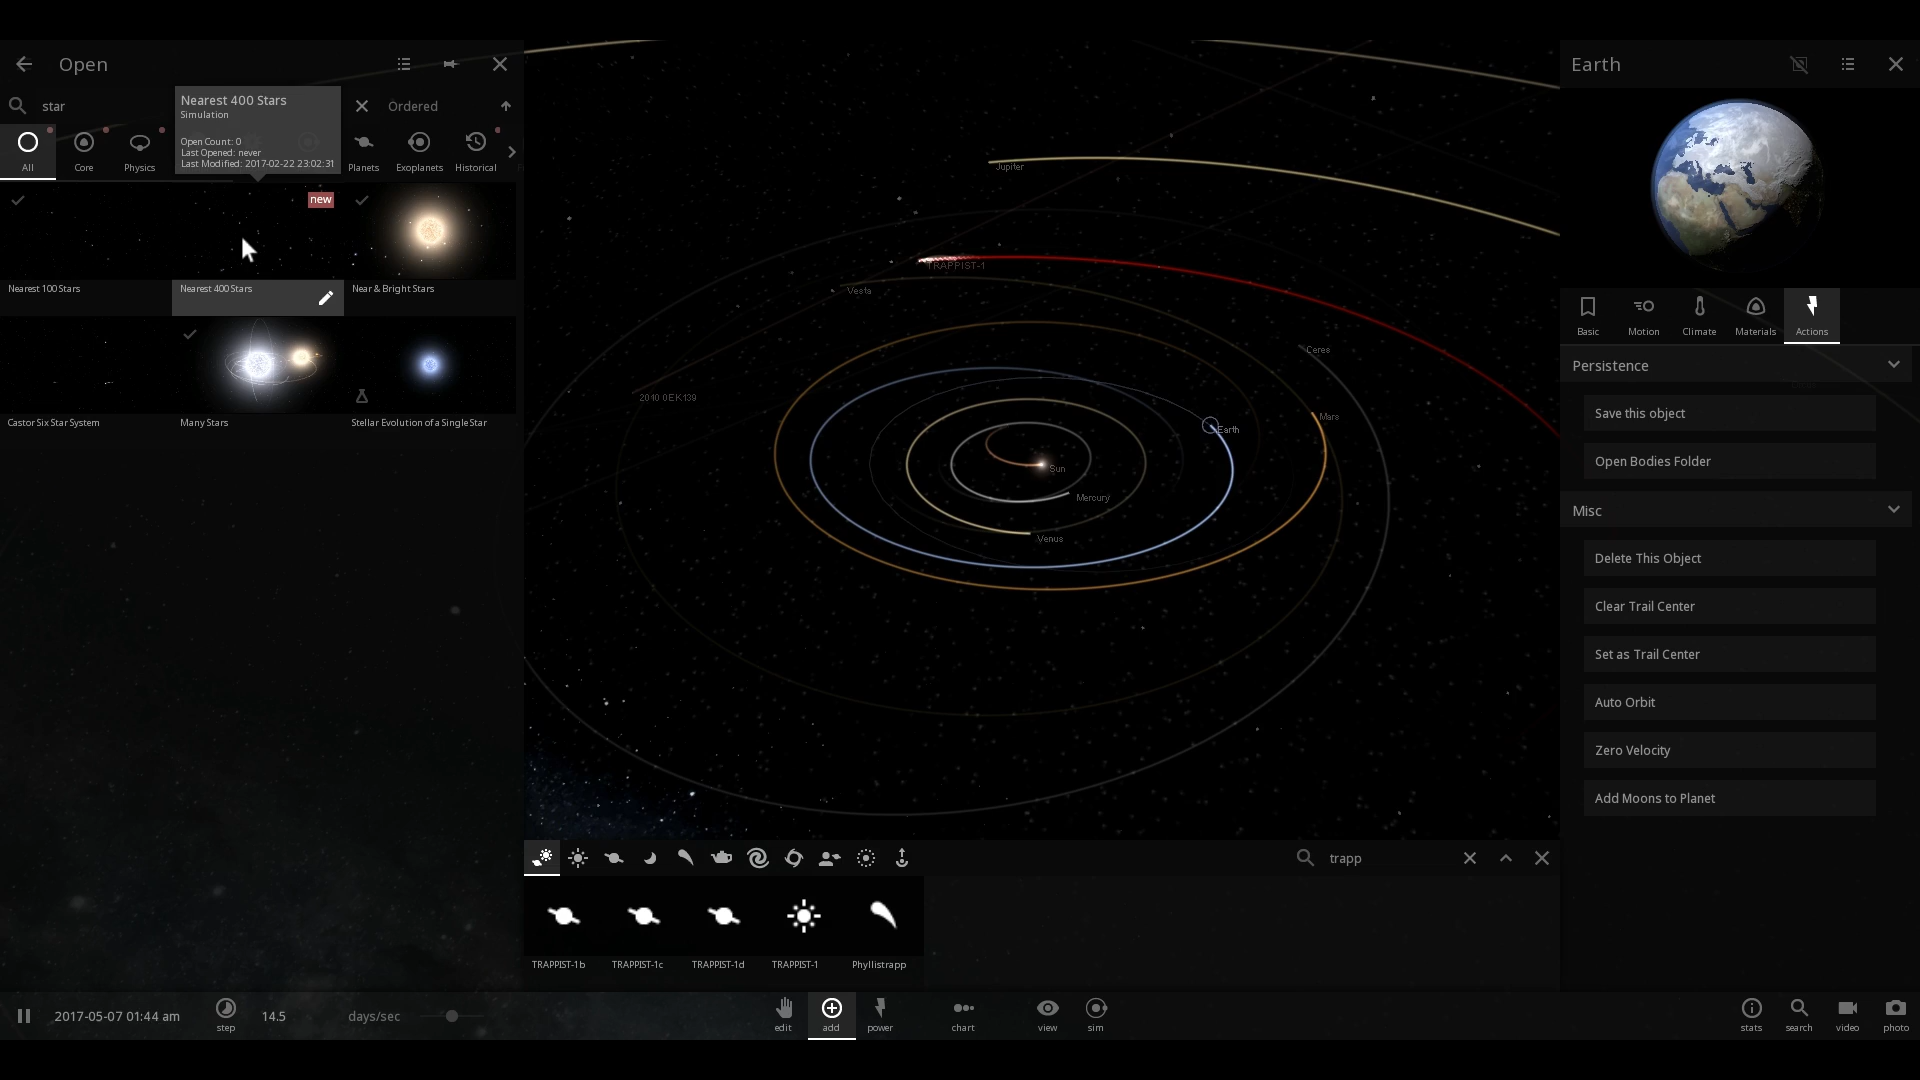 Open
star
Ordered
Nearest 400 Stars
Simulation
Open Count: 0
Last Opened: never
Last Modified: 2017-02-22 23:02:31
All
Core
Physics
Planets
Exoplanets
Historical
new
Nearest 100 Stars
Nearest 400 Stars
Near & Bright Stars
Castor Six Star System
Many Stars
Stellar Evolution of a Single Star
Jupiter
TRAPPIST-1
Vesta
Ceres
2010 OEK139
Mars
Earth
Sun
Mercury
Venus
Earth
Basic
Motion
Climate
Materials
Actions
Persistence
Save this object
Open Bodies Folder
Misc
Delete This Object
Clear Trail Center
Set as Trail Center
Auto Orbit
Zero Velocity
Add Moons to Planet
trapp
TRAPPIST-1b
TRAPPIST-1c
TRAPPIST-1d
TRAPPIST-1
Phyllistrapp
2017-05-07 01:44 am
step
14.5
days/sec
edit
add
power
chart
view
sim
stats
search
video
photo